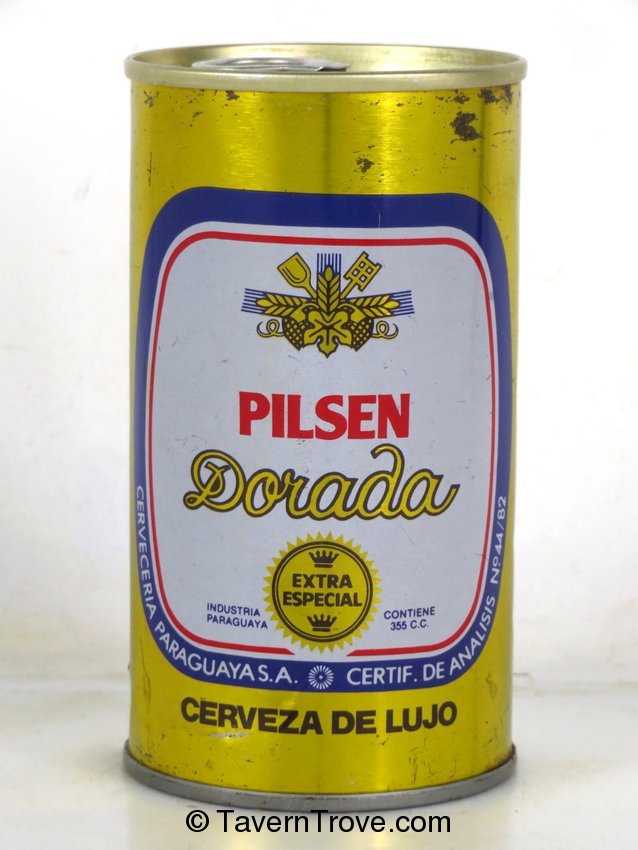 PILSEN
Dorada
EXTRA
ESPECIAL
INDUSTRIA
PARAGUAYA
CONTIENE
355 C.C.
CERVECERIA PARAGUAYA S.A. CERTIF. DE ANALISIS Nº 44/82
CERVEZA DE LUJO
© TavernTrove.com